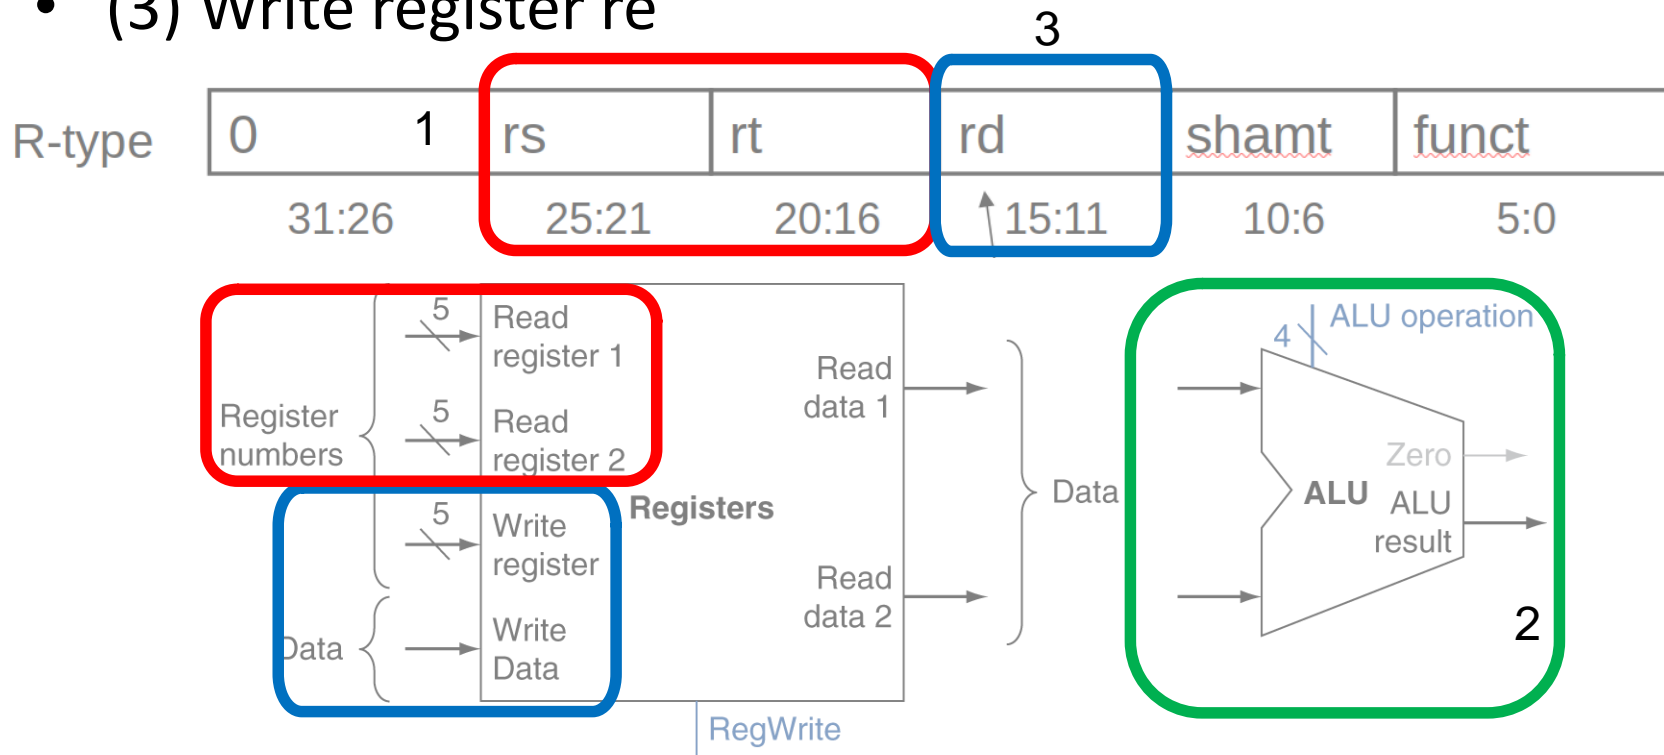 • (3) Write register re
3
R-type 0 1 rs rt rd shamt funct
31:26 25:21 20:16 15:11 10:6 5:0
5 Read register 1
5 Read register 2
Register numbers
5 Write register
Data
Write Data
Registers
Read data 1
Read data 2
Data
RegWrite
4 ALU operation
Zero
ALU
ALU result
2